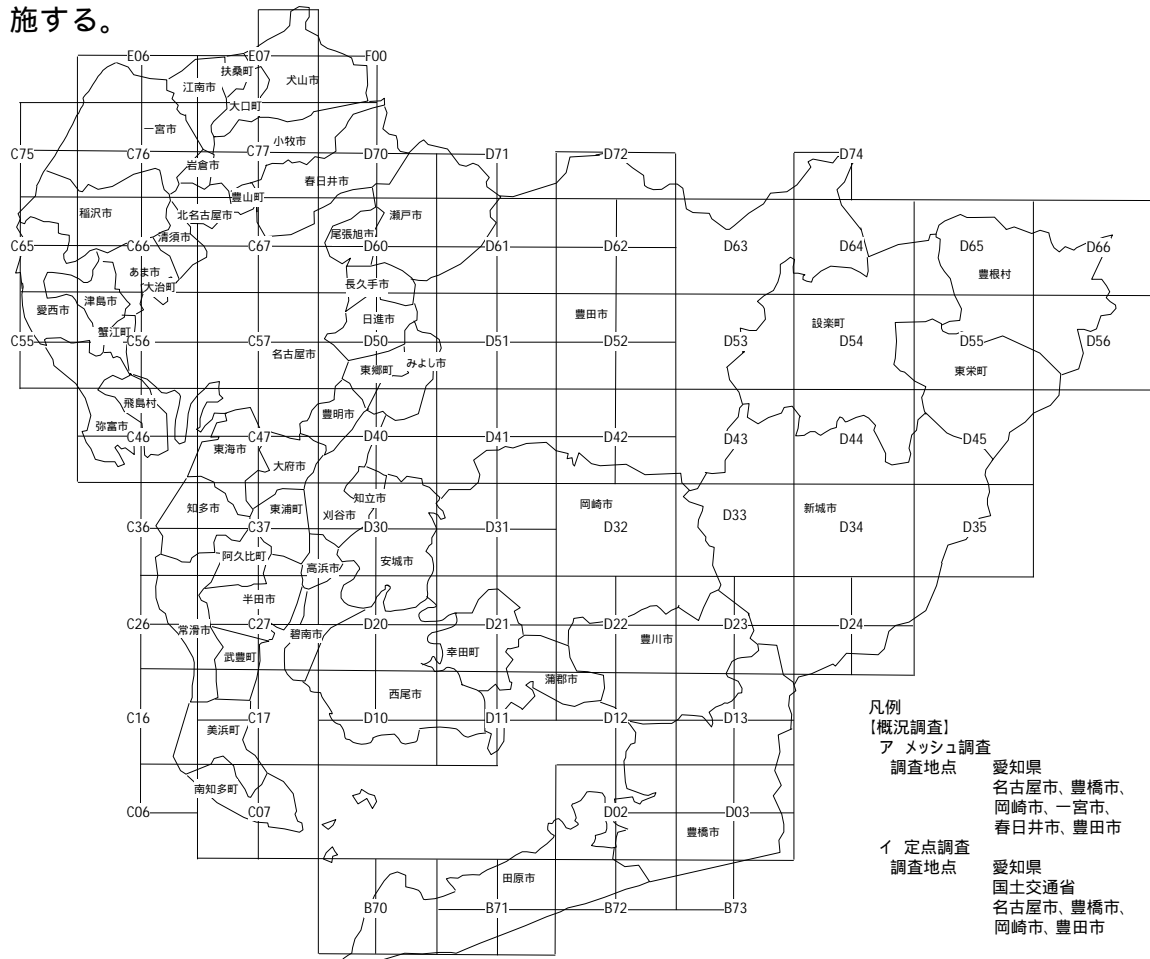 施する。
E06 E07 F00
扶桑町
江南市 犬山市
大口町
一宮市
小牧市
C75 C76 C77 D70 D71 D72 D74
岩倉市
春日井市
豊山町
稲沢市 北名古屋市 瀬戸市
清須市 尾張旭市
C65 C66 C67 D60 D61 D62 D63 D64 D65 D66
あま市 豊根村
大治町 長久手市
津島市
愛西市 日進市 豊田市 設楽町
蟹江町
C55 C56 C57 D50 D51 D52 D53 D54 D55 D56
名古屋市
東郷町 みよし市 東栄町
飛島村
豊明市
弥富市
C46 C47 D40 D41 D42 D43 D44 D45
東海市
大府市
知立市
知多市 東浦町 刈谷市 岡崎市 新城市
C36 C37 D30 D31 D32 D33 D34 D35
阿久比町 高浜市 安城市
半田市
C26 常滑市 C27 碧南市 D20 D21 D22 D23 D24
豊川市
武豊町 幸田町
蒲郡市
西尾市
C16 C17 D10 D11 D12 D13
美浜町
南知多町
C06 C07 D02 D03
豊橋市
田原市
B70 B71 B72 B73
凡例
【概況調査】
ア メッシュ調査
調査地点 愛知県
名古屋市、豊橋市、
岡崎市、一宮市、
春日井市、豊田市
イ 定点調査
調査地点 愛知県
国土交通省
名古屋市、豊橋市、
岡崎市、豊田市